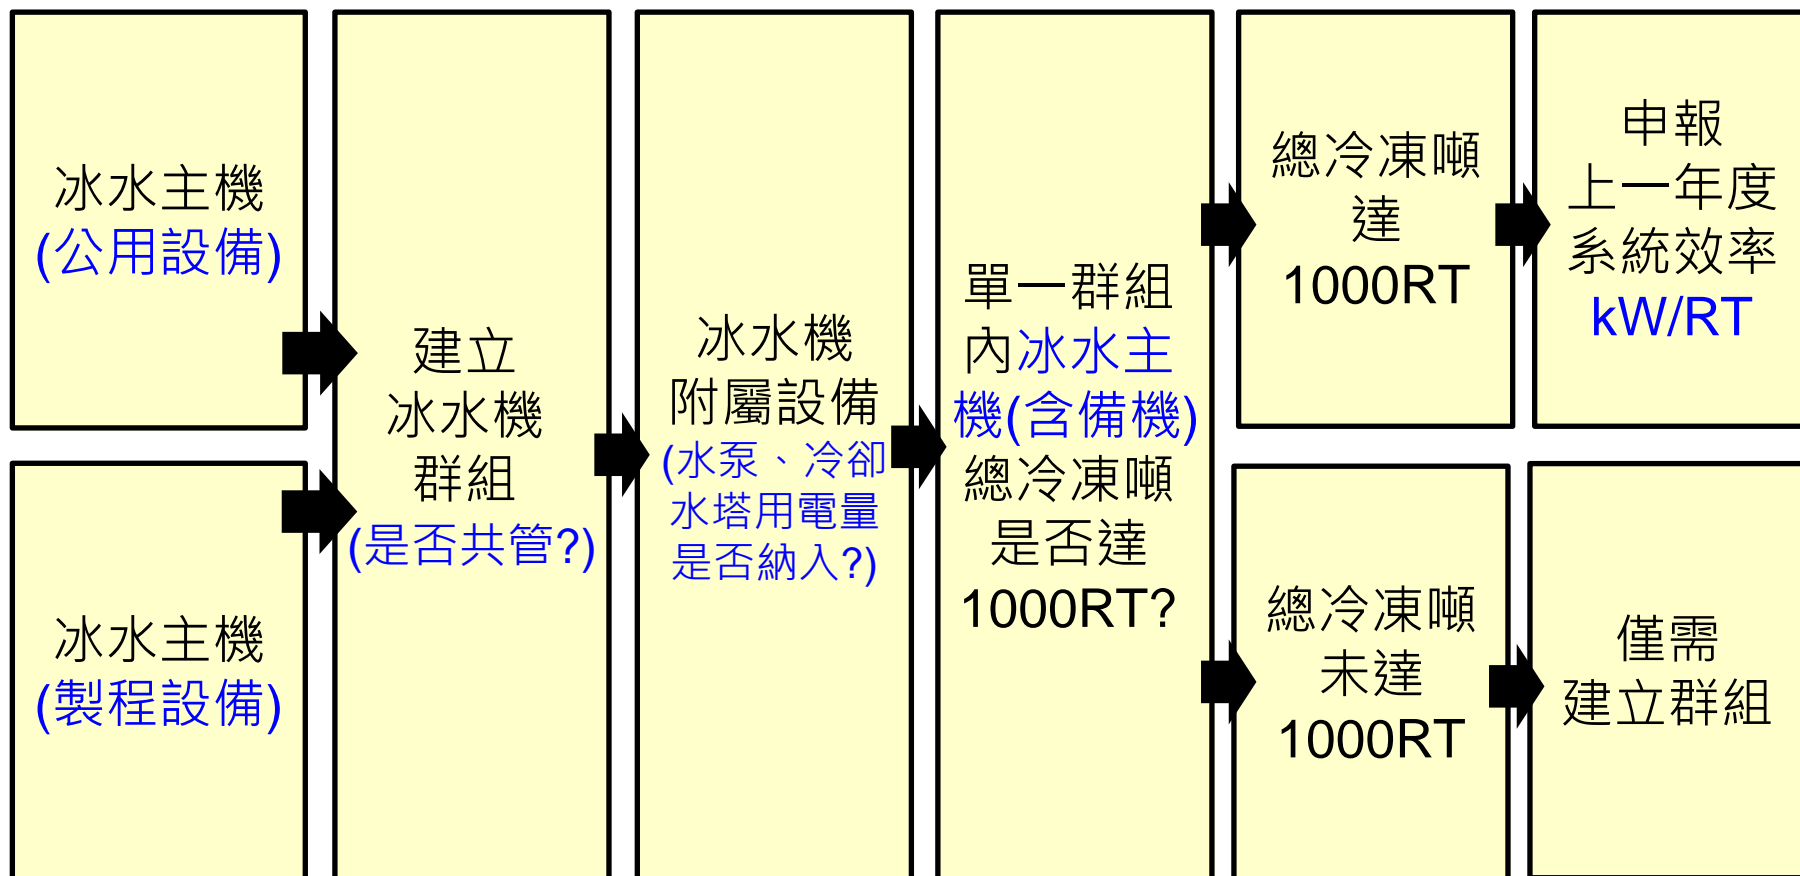 冰水主機
(公用設備)
冰水主機
(製程設備)
建立
冰水機
群組
(是否共管?)
冰水機
附屬設備
(水泵、冷卻
水塔用電量
是否納入?)
單一群組
內冰水主
機(含備機)
總冷凍噸
是否達
1000RT?
總冷凍噸
達
1000RT
申報
上一年度
系統效率
kW/RT
總冷凍噸
未達
1000RT
僅需
建立群組